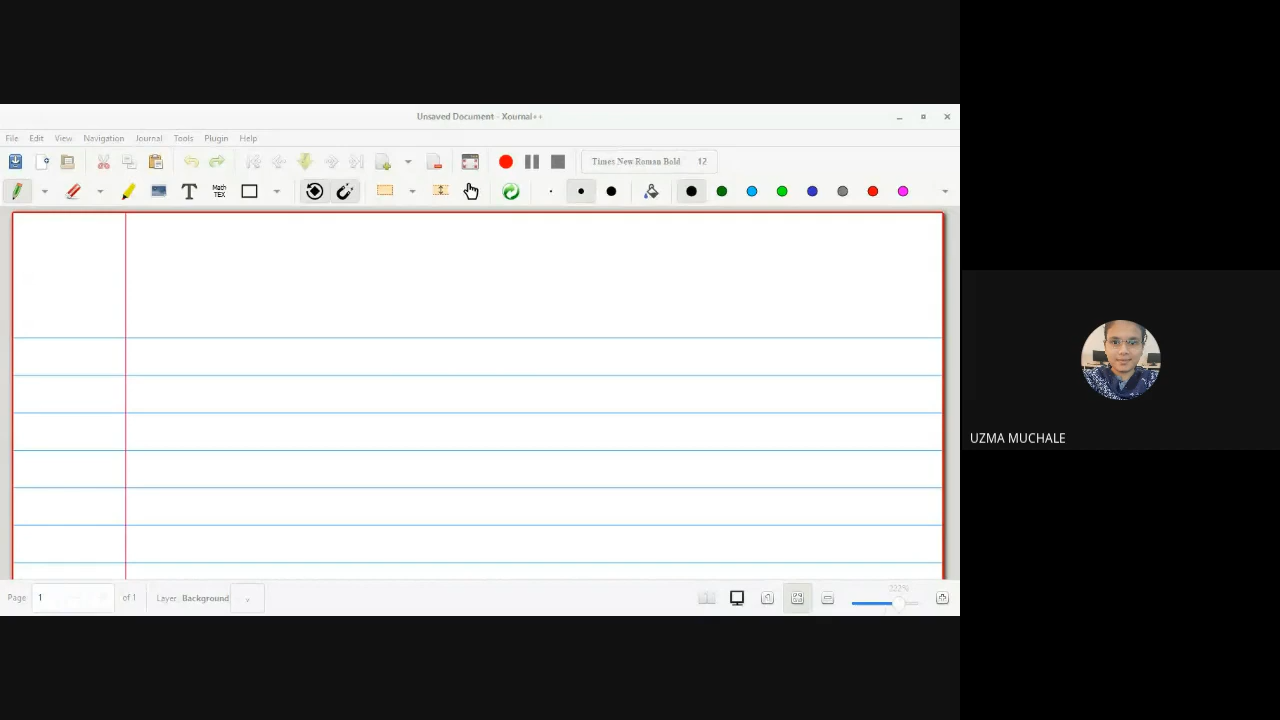 Unsaved Document - Xournal++
File Edit View Navigation Journal Tools Plugin Help
Times New Roman Bold 12
T Math TEX
Page 1 of 1 Layer: Background 222%
UZMA MUCHALE